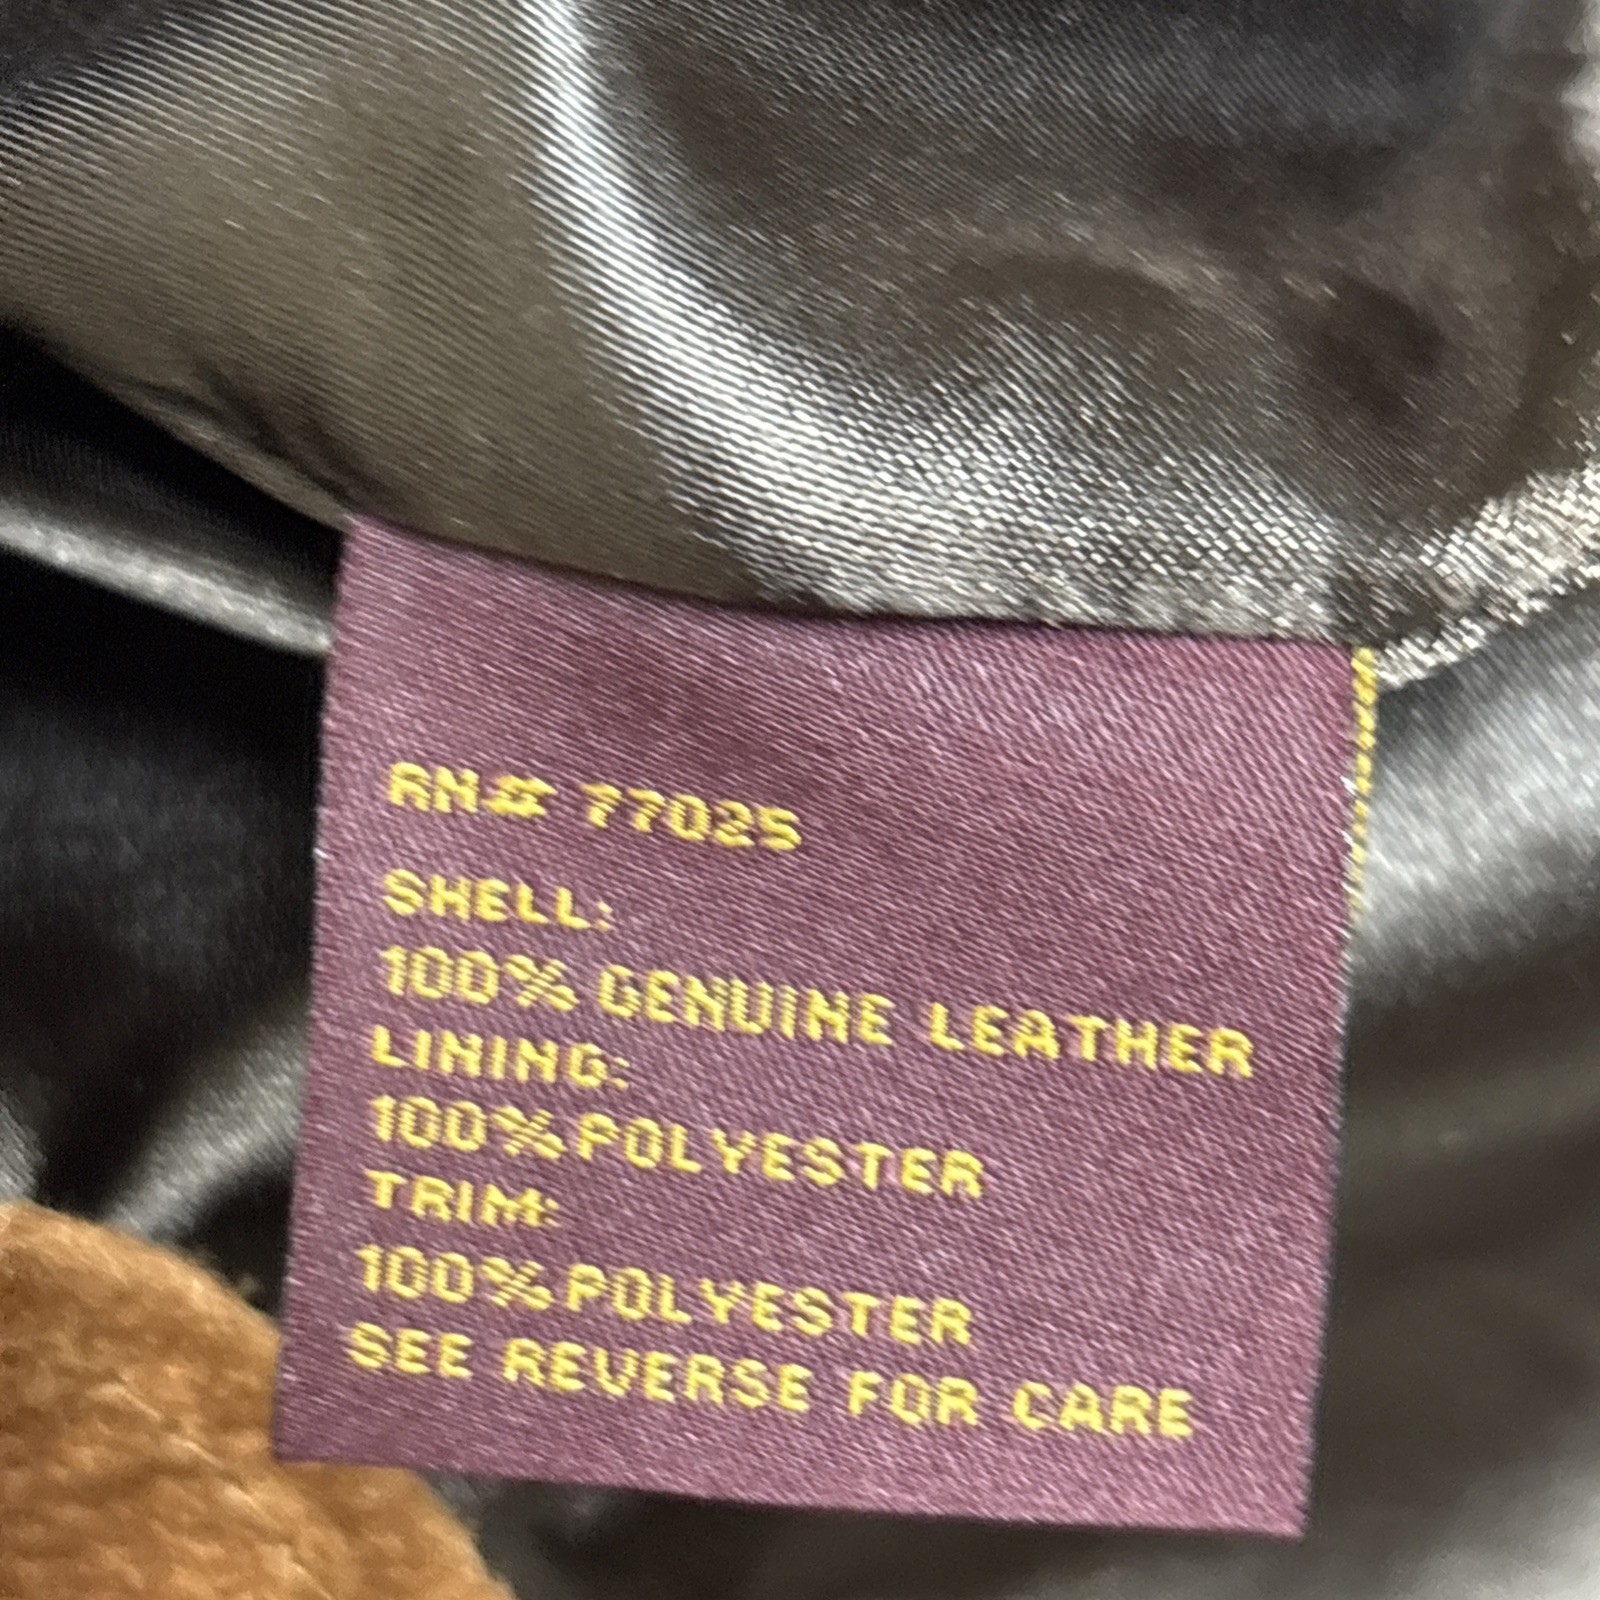 RN# 77025
SHELL:
100% GENUINE LEATHER
LINING:
100% POLYESTER
TRIM:
100% POLYESTER
SEE REVERSE FOR CARE